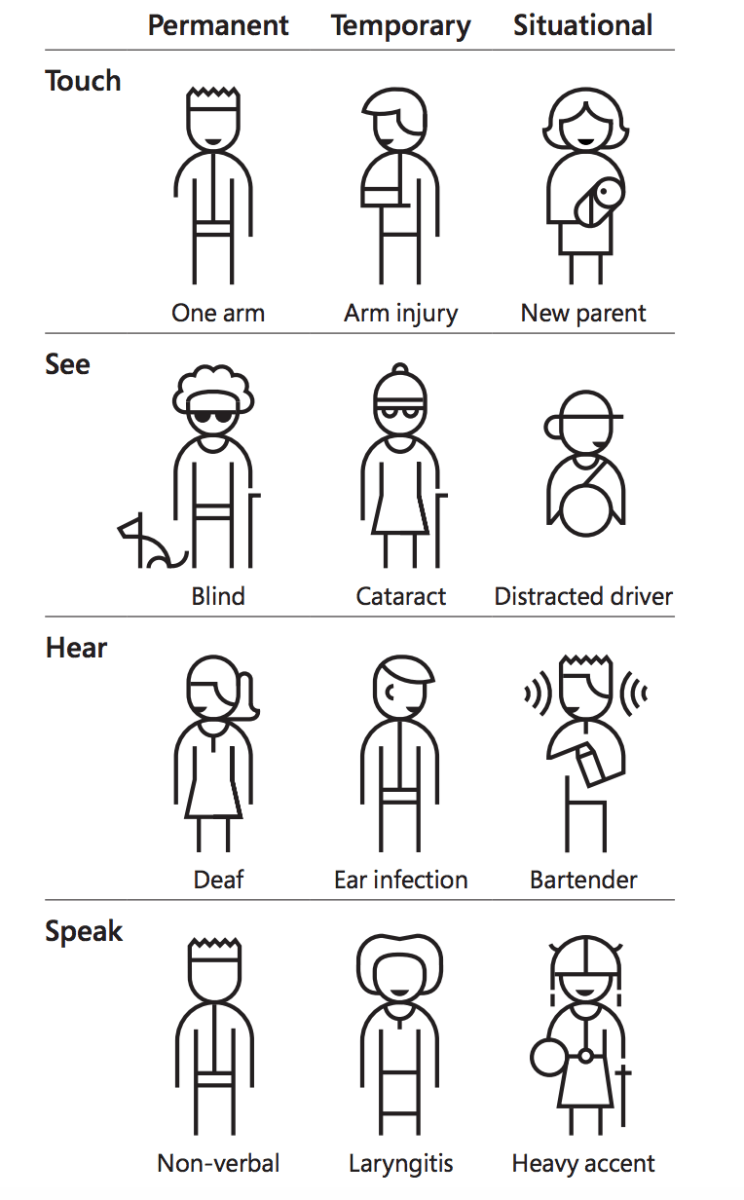 Permanent Temporary Situational
Touch
One arm Arm injury New parent
See
Blind Cataract Distracted driver
Hear
Deaf Ear infection Bartender
Speak
Non-verbal Laryngitis Heavy accent